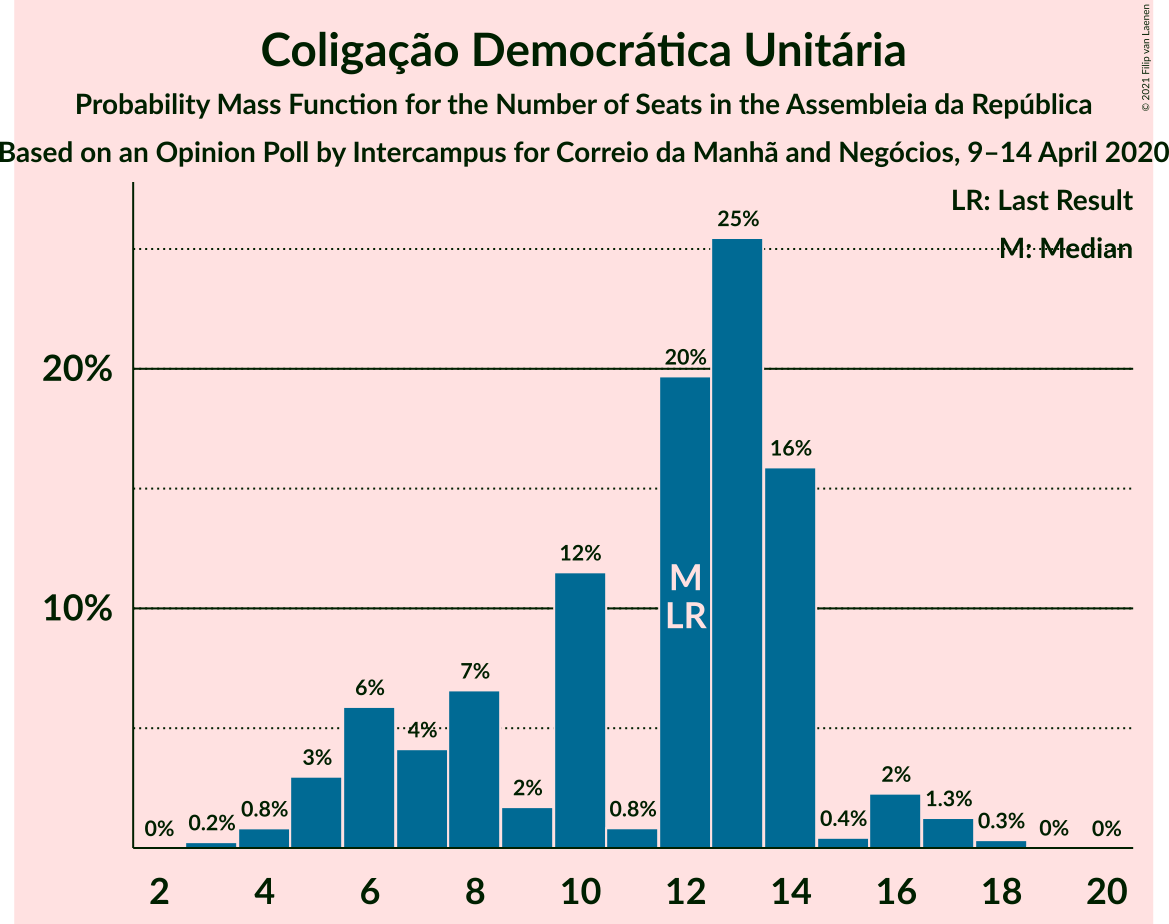 Coligação Democrática Unitária
Probability Mass Function for the Number of Seats in the Assembleia da República
Based on an Opinion Poll by Intercampus for Correio da Manhã and Negócios, 9–14 April 2020
© 2021 Filip van Laenen
LR: Last Result
M: Median
25%
20%
20%
16%
12%
M
LR
10%
7%
6%
4%
3%
2%
2%
1.3%
0.8%
0.8%
0.4%
0.3%
0.2%
0%
0%
0%
2 4 6 8 10 12 14 16 18 20